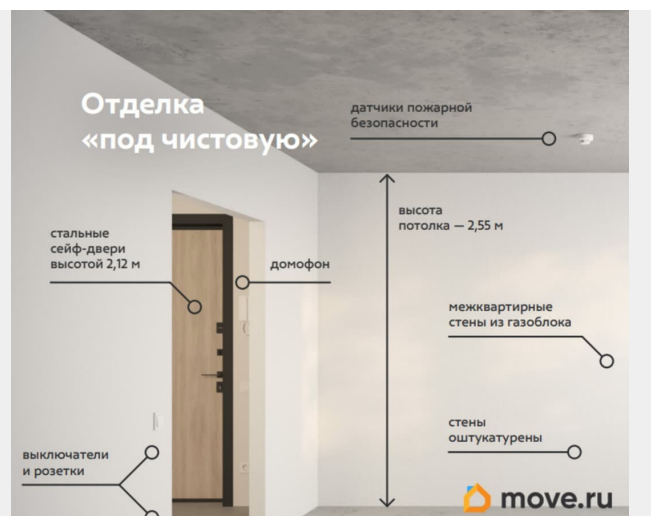 Отделка
«под чистовую»
датчики пожарной
безопасности
высота
потолка — 2,55 м
стальные
сейф-двери
высотой 2,12 м
домофон
межквартирные
стены из газоблока
стены
оштукатурены
выключатели
и розетки
move.ru